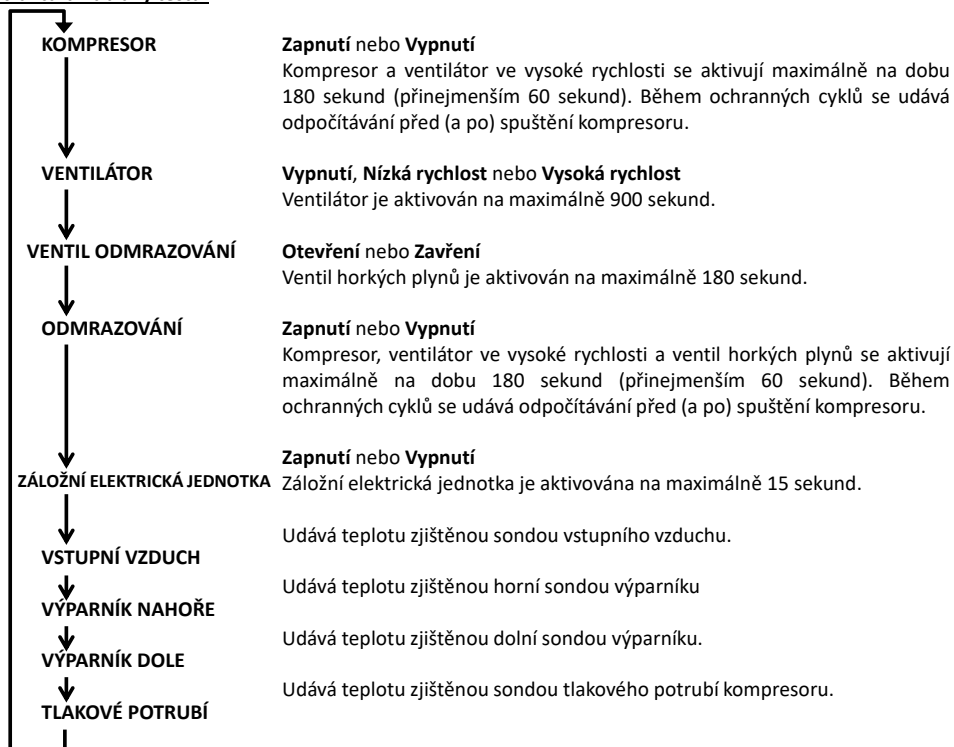 KOMPRESOR
Zapnutí nebo Vypnutí
Kompresor a ventilátor ve vysoké rychlosti se aktivují maximálně na dobu
180 sekund (přinejmenším 60 sekund). Během ochranných cyklů se udává
odpočítávání před (a po) spuštění kompresoru.
VENTILÁTOR
Vypnutí, Nízká rychlost nebo Vysoká rychlost
Ventilátor je aktivován na maximálně 900 sekund.
VENTIL ODMRAZOVÁNÍ
Otevření nebo Zavření
Ventil horkých plynů je aktivován na maximálně 180 sekund.
ODMRAZOVÁNÍ
Zapnutí nebo Vypnutí
Kompresor, ventilátor ve vysoké rychlosti a ventil horkých plynů se aktivují
maximálně na dobu 180 sekund (přinejmenším 60 sekund). Během
ochranných cyklů se udává odpočítávání před (a po) spuštění kompresoru.
Zapnutí nebo Vypnutí
ZÁLOŽNÍ ELEKTRICKÁ JEDNOTKA Záložní elektrická jednotka je aktivována na maximálně 15 sekund.
Udává teplotu zjištěnou sondou vstupního vzduchu.
VSTUPNÍ VZDUCH
Udává teplotu zjištěnou horní sondou výparníku
VÝPARNÍK NAHOŘE
Udává teplotu zjištěnou dolní sondou výparníku.
VÝPARNÍK DOLE
Udává teplotu zjištěnou sondou tlakového potrubí kompresoru.
TLAKOVÉ POTRUBÍ